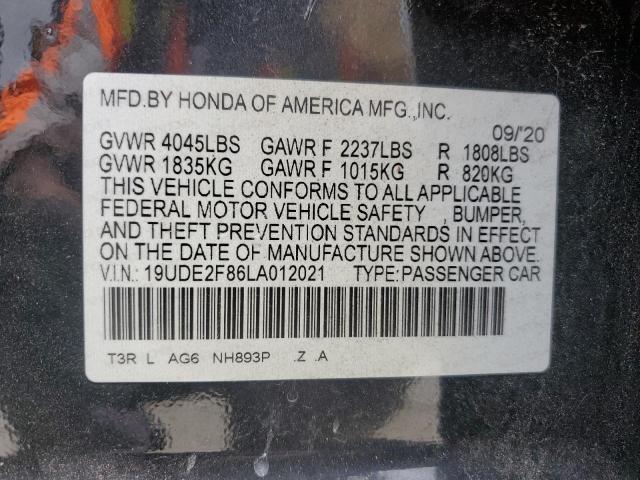 MFD.BY HONDA OF AMERICA MFG.,INC.
09/'20
GVWR 4045LBS GAWR F 2237LBS R 1808LBS
GVWR 1835KG GAWR F 1015KG R 820KG
THIS VEHICLE CONFORMS TO ALL APPLICABLE
FEDERAL MOTOR VEHICLE SAFETY , BUMPER,
AND THEFT PREVENTION STANDARDS IN EFFECT
ON THE DATE OF MANUFACTURE SHOWN ABOVE.
V.I.N.: 19UDE2F86LA012021 TYPE:PASSENGER CAR
T3R L AG6 NH893P .Z .A